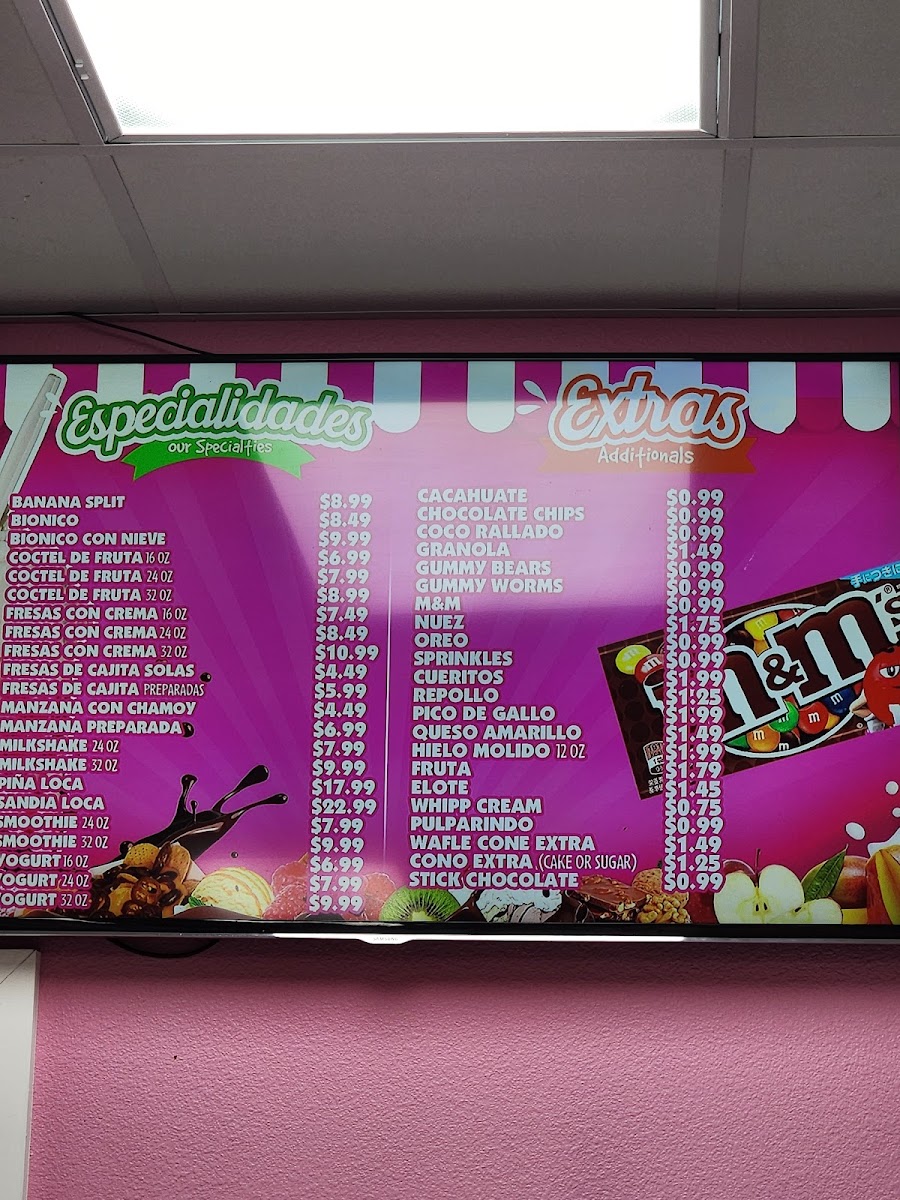 Especialidades
our Specialties
BANANA SPLIT $8.99
BIONICO $8.49
BIONICO CON NIEVE $9.99
COCTEL DE FRUTA 16 OZ $6.99
COCTEL DE FRUTA 24 OZ $7.99
COCTEL DE FRUTA 32 OZ $8.99
FRESAS CON CREMA 16 OZ $7.49
FRESAS CON CREMA 24 OZ $8.49
FRESAS CON CREMA 32 OZ $10.99
FRESAS DE CAJITA SOLAS $4.49
FRESAS DE CAJITA PREPARADAS $5.99
MANZANA CON CHAMOY $4.49
MANZANA PREPARADA $6.99
MILKSHAKE 24 OZ $7.99
MILKSHAKE 32 OZ $9.99
PIÑA LOCA $17.99
SANDIA LOCA $22.99
SMOOTHIE 24 OZ $7.99
SMOOTHIE 32 OZ $9.99
YOGURT 16 OZ $6.99
YOGURT 24 OZ $7.99
YOGURT 32 OZ $9.99
Extras
Additionals
CACAHUATE $0.99
CHOCOLATE CHIPS $0.99
COCO RALLADO $0.99
GRANOLA $1.49
GUMMY BEARS $0.99
GUMMY WORMS $0.99
M&M $0.99
NUEZ $1.75
OREO $0.99
SPRINKLES $0.99
CUERITOS $1.99
REPOLLO $1.25
PICO DE GALLO $1.99
QUESO AMARILLO $1.49
HIELO MOLIDO 12 OZ $1.99
FRUTA $1.79
ELOTE $1.45
WHIPP CREAM $0.75
PULPARINDO $0.99
WAFLE CONE EXTRA $1.49
CONO EXTRA (CAKE OR SUGAR) $1.25
STICK CHOCOLATE $0.99
m&m's®